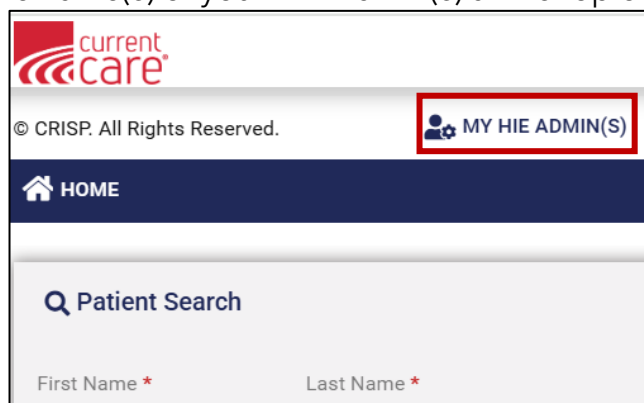 current
care®
© CRISP. All Rights Reserved.
MY HIE ADMIN(S)
HOME
Patient Search
First Name *
Last Name *